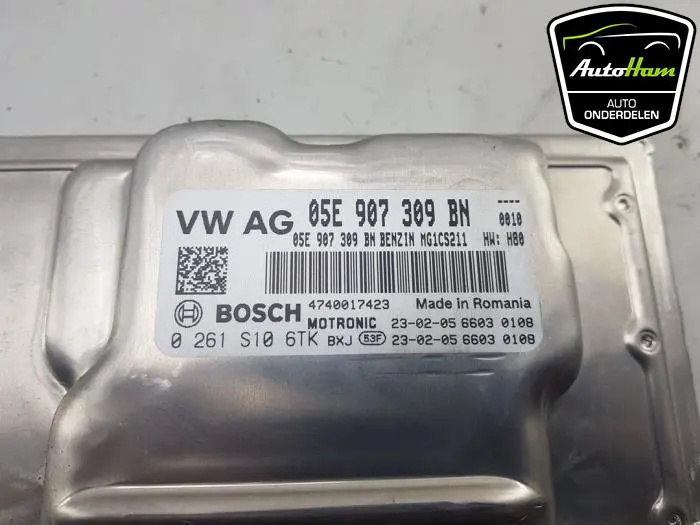 AutoHam
AUTO
ONDERDELEN
VW AG 05E 907 309 BN ----
0010
05E 907 309 BN BENZIN MG1CS211 HW: H80
BOSCH 4740017423 Made in Romania
MOTRONIC 23-02-05 6603 0108
0 261 S10 6TK BXJ 53F 23-02-05 6603 0108